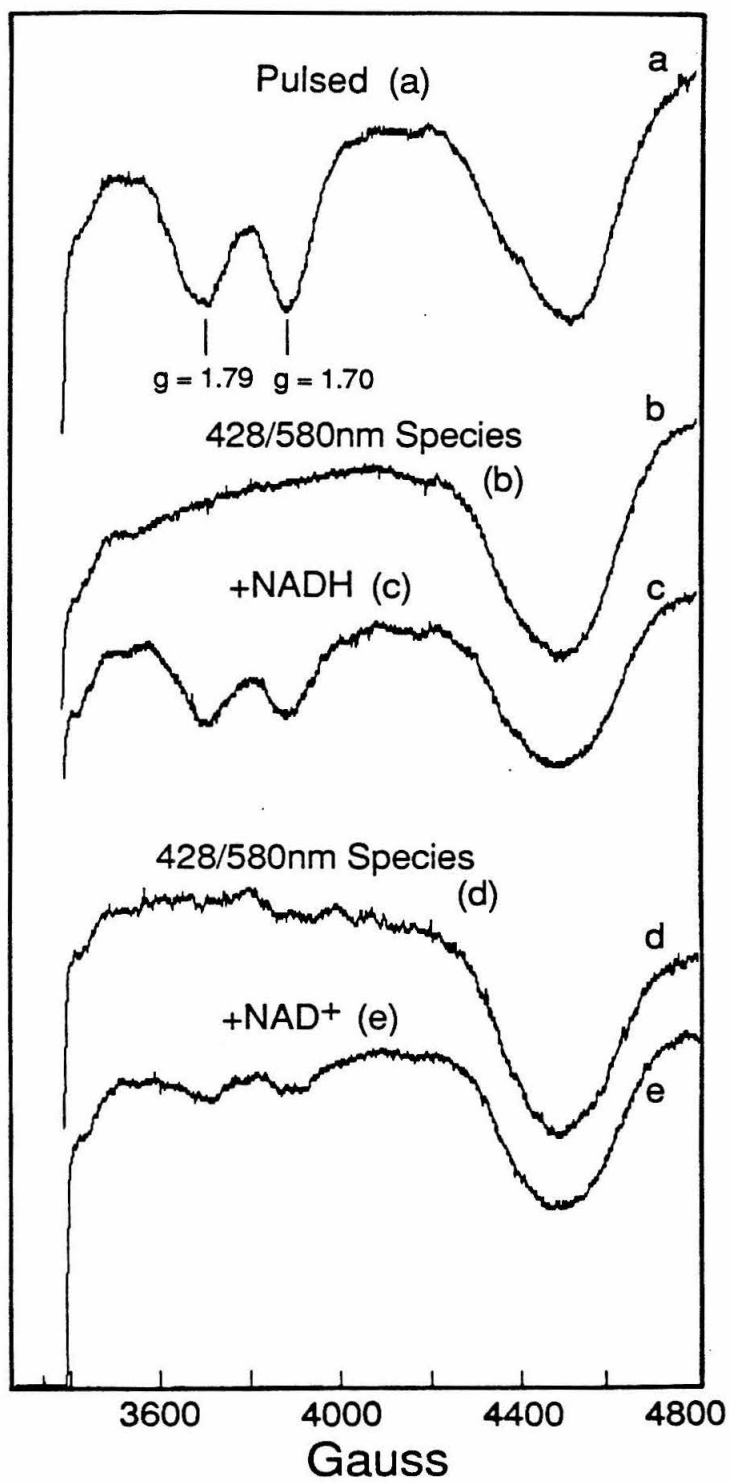 Pulsed (a)
a
g = 1.79 g = 1.70
428/580nm Species
(b)
b
+NADH (c)
c
428/580nm Species
(d)
d
+NAD+ (e)
e
3600 4000 4400 4800
Gauss